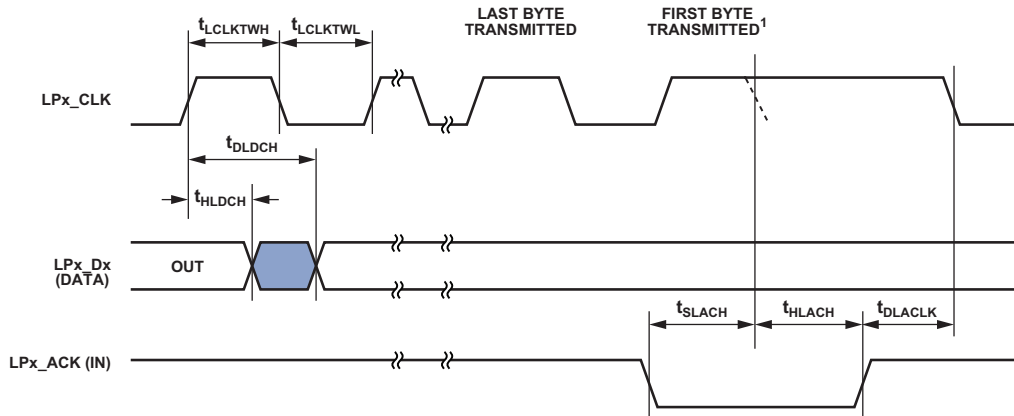 LAST BYTE
TRANSMITTED
FIRST BYTE
TRANSMITTED1
tLCLKTWH
tLCLKTWL
LPx_CLK
tDLDCH
tHLDCH
LPx_Dx
(DATA)
OUT
tSLACH
tHLACH
tDLACLK
LPx_ACK (IN)